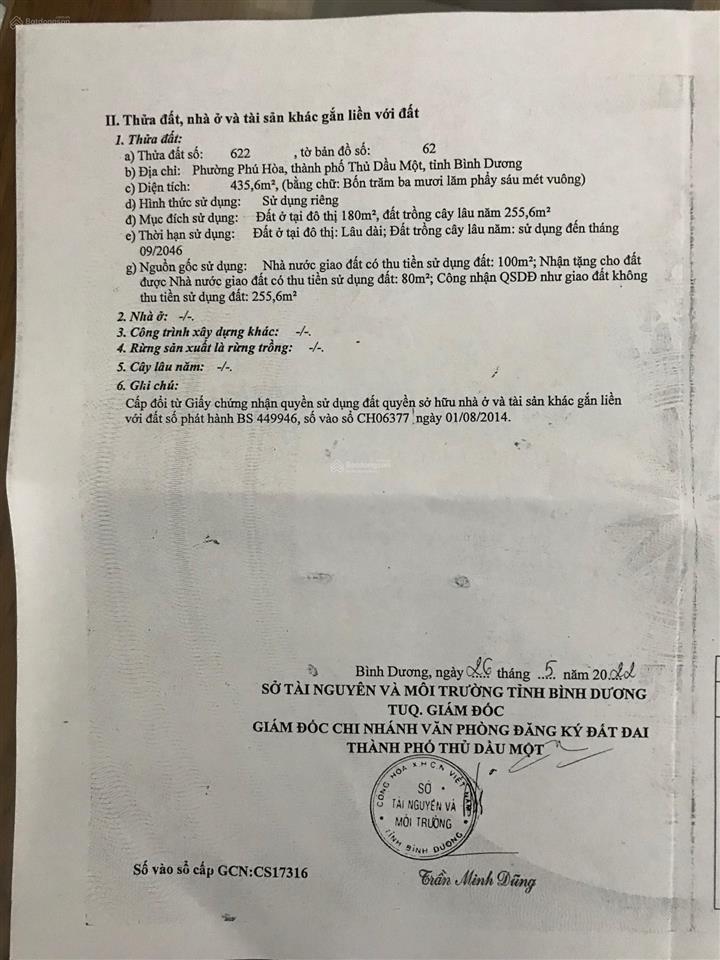 Batdongsan
II. Thửa đất, nhà ở và tài sản khác gắn liền với đất
1. Thửa đất:
a) Thửa đất số: 622 , tờ bản đồ số: 62
b) Địa chỉ: Phường Phú Hòa, thành phố Thủ Dầu Một, tỉnh Bình Dương
c) Diện tích: 435,6m², (bằng chữ: Bốn trăm ba mươi lăm phẩy sáu mét vuông)
d) Hình thức sử dụng: Sử dụng riêng
đ) Mục đích sử dụng: Đất ở tại đô thị 180m², đất trồng cây lâu năm 255,6m²
e) Thời hạn sử dụng: Đất ở tại đô thị: Lâu dài; Đất trồng cây lâu năm: sử dụng đến tháng
09/2046
g) Nguồn gốc sử dụng: Nhà nước giao đất có thu tiền sử dụng đất: 100m²; Nhận tặng cho đất
được Nhà nước giao đất có thu tiền sử dụng đất: 80m²; Công nhận QSDĐ như giao đất không
thu tiền sử dụng đất: 255,6m²
2. Nhà ở: -/-.
3. Công trình xây dựng khác: -/-.
4. Rừng sản xuất là rừng trồng: -/-.
5. Cây lâu năm: -/-.
6. Ghi chú:
Cấp đổi từ Giấy chứng nhận quyền sử dụng đất quyền sở hữu nhà ở và tài sản khác gắn liền
với đất số phát hành BS 449946, số vào sổ CH06377 ngày 01/08/2014.
Batdongsan
Bình Dương, ngày 26 tháng 5 năm 2022
SỞ TÀI NGUYÊN VÀ MÔI TRƯỜNG TỈNH BÌNH DƯƠNG
TUQ. GIÁM ĐỐC
GIÁM ĐỐC CHI NHÁNH VĂN PHÒNG ĐĂNG KÝ ĐẤT ĐAI
THÀNH PHỐ THỦ DẦU MỘT
CỘNG HÒA X.H.C.N VIỆT NAM
SỞ
TÀI NGUYÊN VÀ
MÔI TRƯỜNG
TỈNH BÌNH DƯƠNG
Số vào sổ cấp GCN:CS17316
Trần Minh Dũng